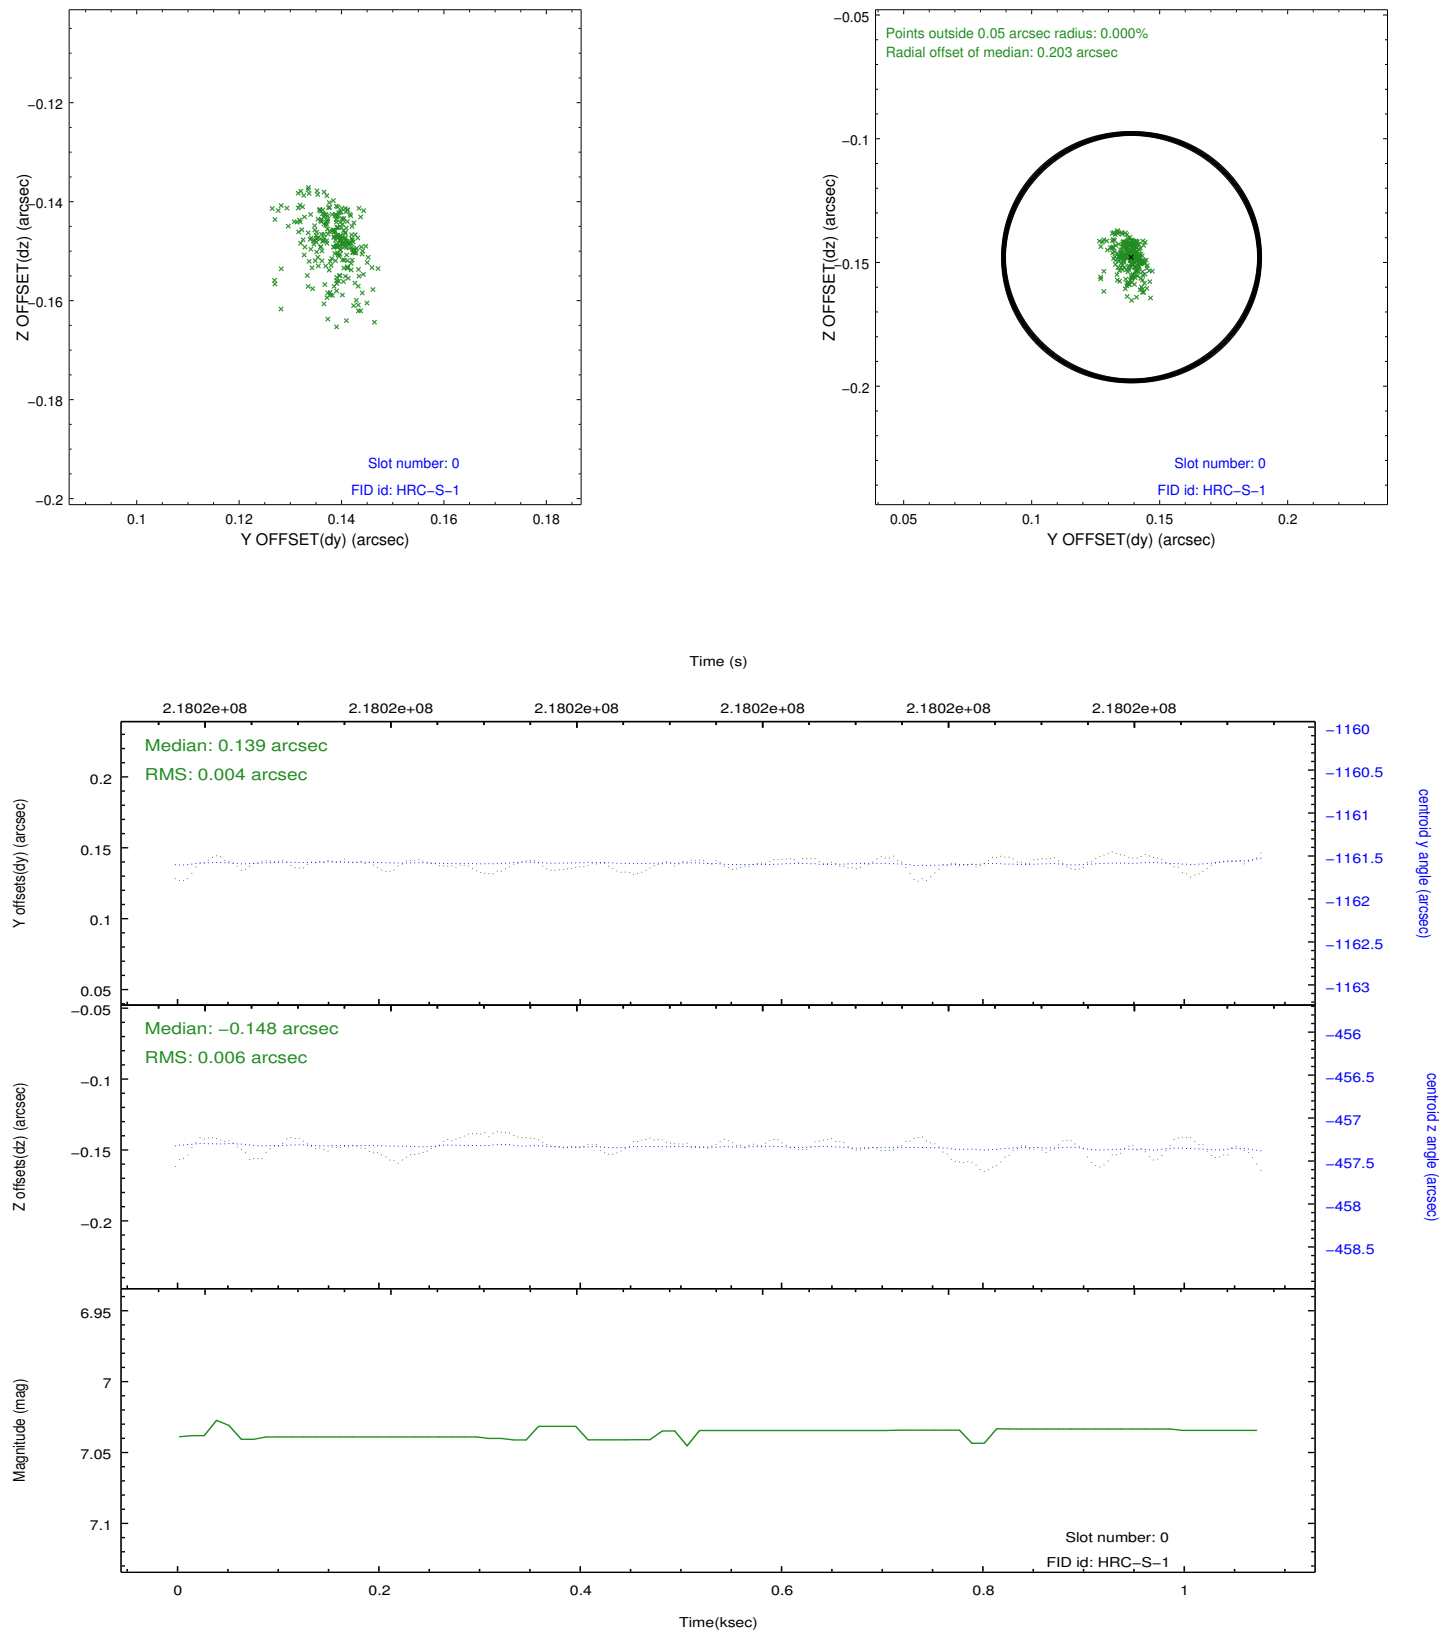 −0.12
−0.14
−0.16
−0.18
−0.2
Z OFFSET(dz) (arcsec)
Slot number: 0
FID id: HRC−S−1
0.1
0.12
0.14
0.16
0.18
Y OFFSET(dy) (arcsec)
Points outside 0.05 arcsec radius: 0.000%
Radial offset of median: 0.203 arcsec
−0.05
−0.1
−0.15
−0.2
Z OFFSET(dz) (arcsec)
Slot number: 0
FID id: HRC−S−1
0.05
0.1
0.15
0.2
Y OFFSET(dy) (arcsec)
Time (s)
2.1802e+08
2.1802e+08
2.1802e+08
2.1802e+08
2.1802e+08
2.1802e+08
Median: 0.139 arcsec
RMS: 0.004 arcsec
0.2
0.15
0.1
0.05
Y offsets(dy) (arcsec)
−1160
−1160.5
−1161
−1161.5
−1162
−1162.5
−1163
centroid y angle (arcsec)
Median: −0.148 arcsec
RMS: 0.006 arcsec
−0.05
−0.1
−0.15
−0.2
Z offsets(dz) (arcsec)
−456
−456.5
−457
−457.5
−458
−458.5
centroid z angle (arcsec)
6.95
7
7.05
7.1
Magnitude (mag)
Slot number: 0
FID id: HRC−S−1
0
0.2
0.4
0.6
0.8
1
Time(ksec)